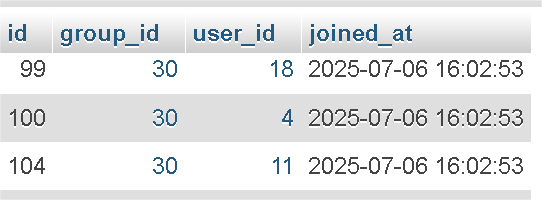 id group_id user_id joined_at
99 30 18 2025-07-06 16:02:53
100 30 4 2025-07-06 16:02:53
104 30 11 2025-07-06 16:02:53